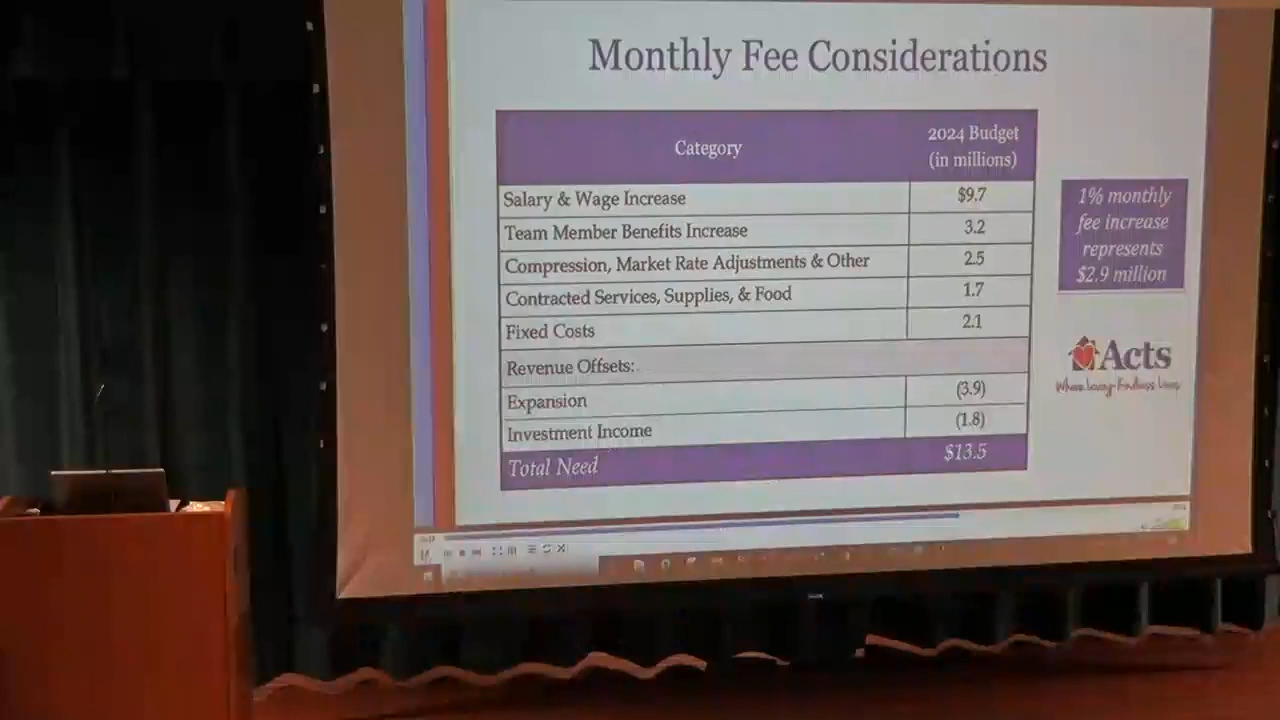 Monthly Fee Considerations
Category
2024 Budget
(in millions)
Salary & Wage Increase $9.7
Team Member Benefits Increase 3.2
Compression, Market Rate Adjustments & Other 2.5
Contracted Services, Supplies, & Food 1.7
Fixed Costs 2.1
Revenue Offsets:
Expansion (3.9)
Investment Income (1.8)
Total Need $13.5
1% monthly
fee increase
represents
$2.9 million
Acts